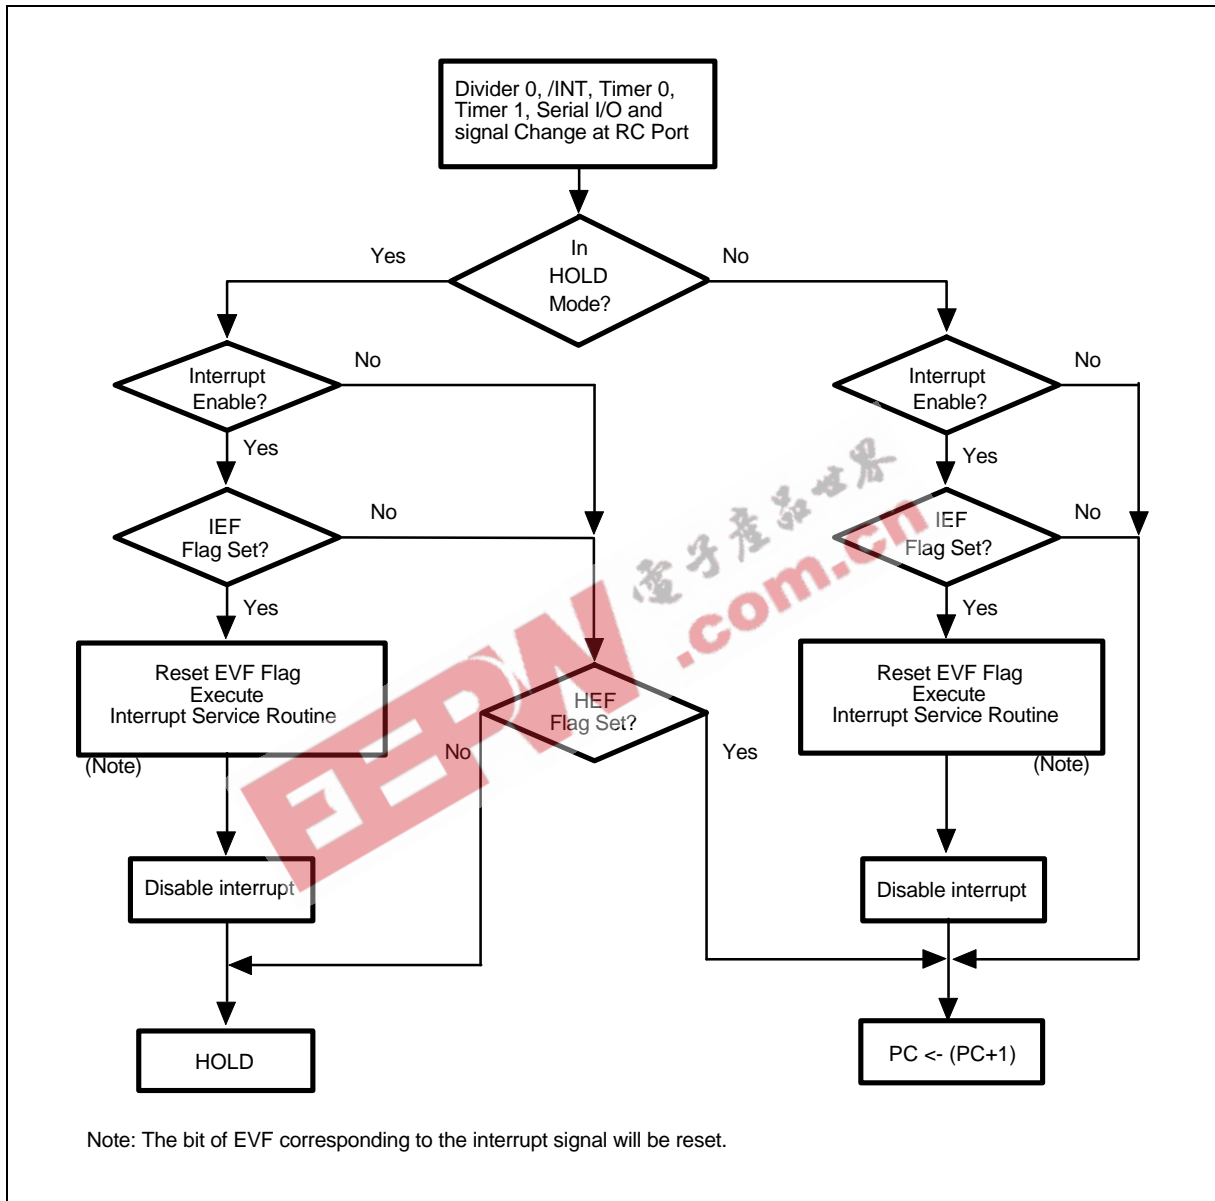 Divider 0, /INT, Timer 0,
Timer 1, Serial I/O and
signal Change at RC Port
In
HOLD
Mode?
Yes
No
Interrupt
Enable?
No
Yes
Interrupt
Enable?
No
Yes
IEF
Flag Set?
No
Yes
IEF
Flag Set?
No
Yes
Reset EVF Flag
Execute
Interrupt Service Routine
(Note)
HEF
Flag Set?
No
Yes
Reset EVF Flag
Execute
Interrupt Service Routine
(Note)
Disable interrupt
Disable interrupt
HOLD
PC <- (PC+1)
Note: The bit of EVF corresponding to the interrupt signal will be reset.
EEPW
.com.cn
電子産品世界